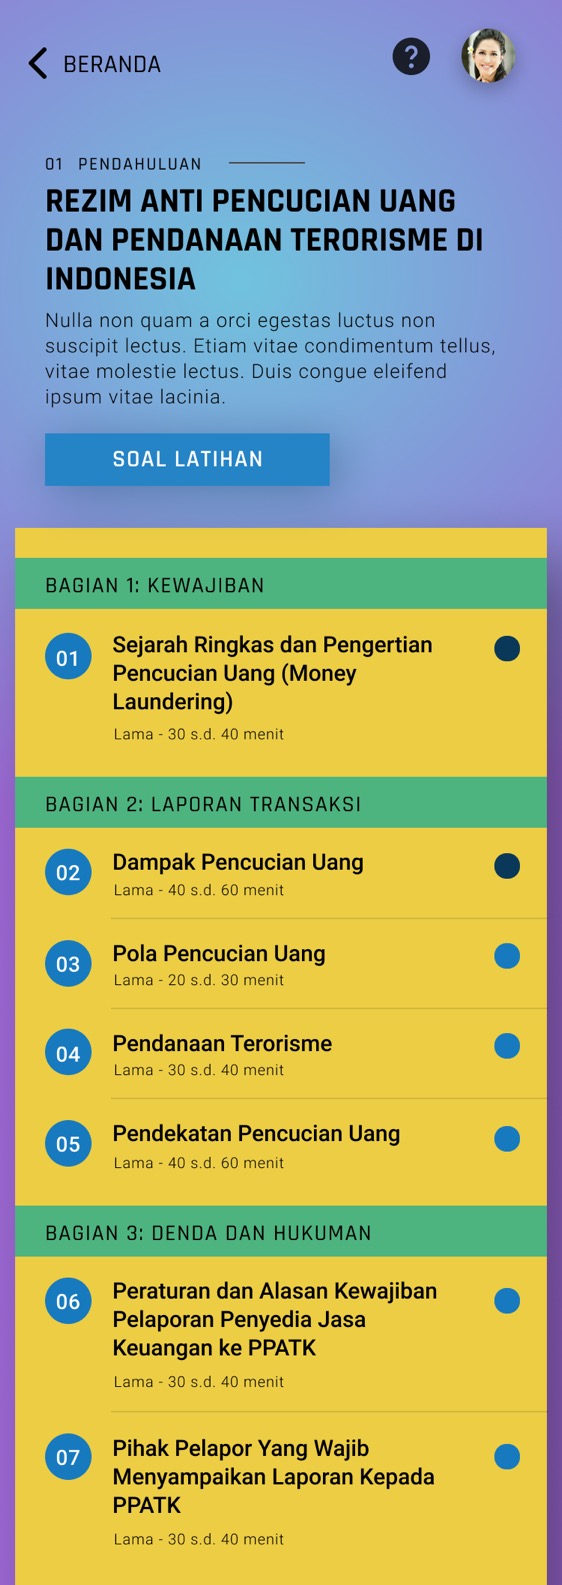 BERANDA
?
01 PENDAHULUAN
REZIM ANTI PENCUCIAN UANG
DAN PENDANAAN TERORISME DI
INDONESIA
Nulla non quam a orci egestas luctus non
suscipit lectus. Etiam vitae condimentum tellus,
vitae molestie lectus. Duis congue eleifend
ipsum vitae lacinia.
SOAL LATIHAN
BAGIAN 1: KEWAJIBAN
01
Sejarah Ringkas dan Pengertian
Pencucian Uang (Money
Laundering)
Lama - 30 s.d. 40 menit
BAGIAN 2: LAPORAN TRANSAKSI
02
Dampak Pencucian Uang
Lama - 40 s.d. 60 menit
03
Pola Pencucian Uang
Lama - 20 s.d. 30 menit
04
Pendanaan Terorisme
Lama - 30 s.d. 40 menit
05
Pendekatan Pencucian Uang
Lama - 40 s.d. 60 menit
BAGIAN 3: DENDA DAN HUKUMAN
06
Peraturan dan Alasan Kewajiban
Pelaporan Penyedia Jasa
Keuangan ke PPATK
Lama - 30 s.d. 40 menit
07
Pihak Pelapor Yang Wajib
Menyampaikan Laporan Kepada
PPATK
Lama - 30 s.d. 40 menit